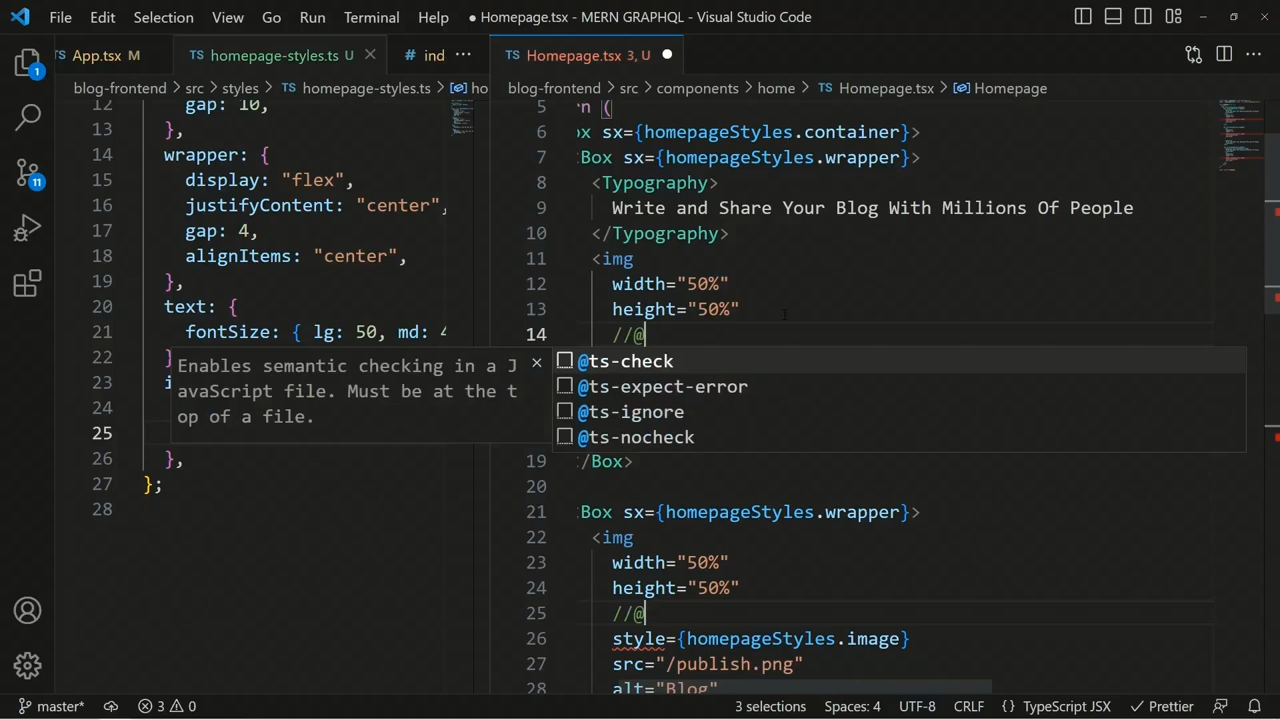 File Edit Selection View Go Run Terminal Help ● Homepage.tsx - MERN GRAPHQL - Visual Studio Code
TS App.tsx M TS homepage-styles.ts U # ind ···
TS Homepage.tsx 3, U ···
blog-frontend > src > styles > TS homepage-styles.ts > ho
blog-frontend > src > components > home > TS Homepage.tsx > Homepage
1
11
12 gap: 10,
13 },
14 wrapper: {
15 display: "flex",
16 justifyContent: "center",
17 gap: 4,
18 alignItems: "center",
19 },
20 text: {
21 fontSize: { lg: 50, md: 4
22 }
23 i
24
25
26 },
27 };
28
Enables semantic checking in a J
avaScript file. Must be at the t
op of a file.
5 rn (
6 ox sx={homepageStyles.container}>
7 Box sx={homepageStyles.wrapper}>
8 <Typography>
9 Write and Share Your Blog With Millions Of People
10 </Typography>
11 <img
12 width="50%"
13 height="50%"
14 //@
@ts-check
@ts-expect-error
@ts-ignore
@ts-nocheck
19 /Box>
20
21 Box sx={homepageStyles.wrapper}>
22 <img
23 width="50%"
24 height="50%"
25 //@
26 style={homepageStyles.image}
27 src="/publish.png"
28 alt="Blog"
master* 3 0 3 selections Spaces: 4 UTF-8 CRLF {} TypeScript JSX Prettier